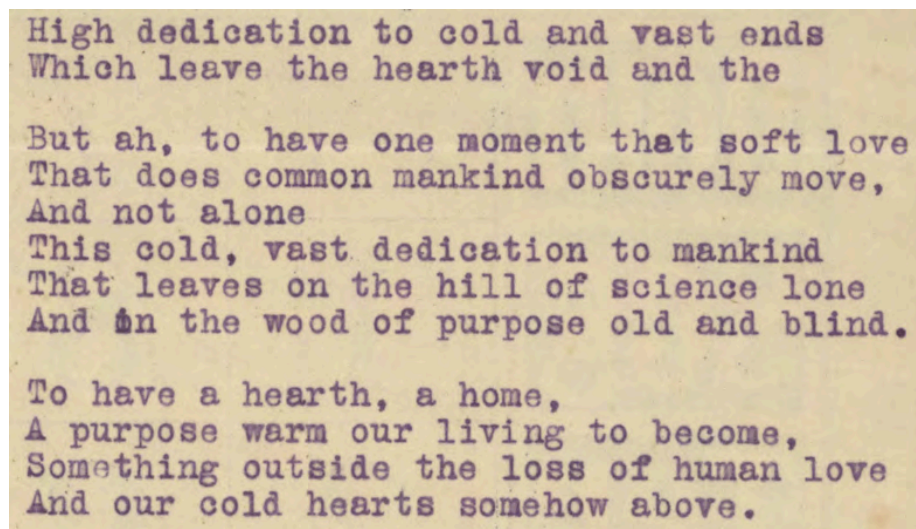 High dedication to cold and vast ends
Which leave the hearth void and the
But ah, to have one moment that soft love
That does common mankind obscurely move,
And not alone
This cold, vast dedication to mankind
That leaves on the hill of science lone
And in the wood of purpose old and blind.
To have a hearth, a home,
A purpose warm our living to become,
Something outside the loss of human love
And our cold hearts somehow above.